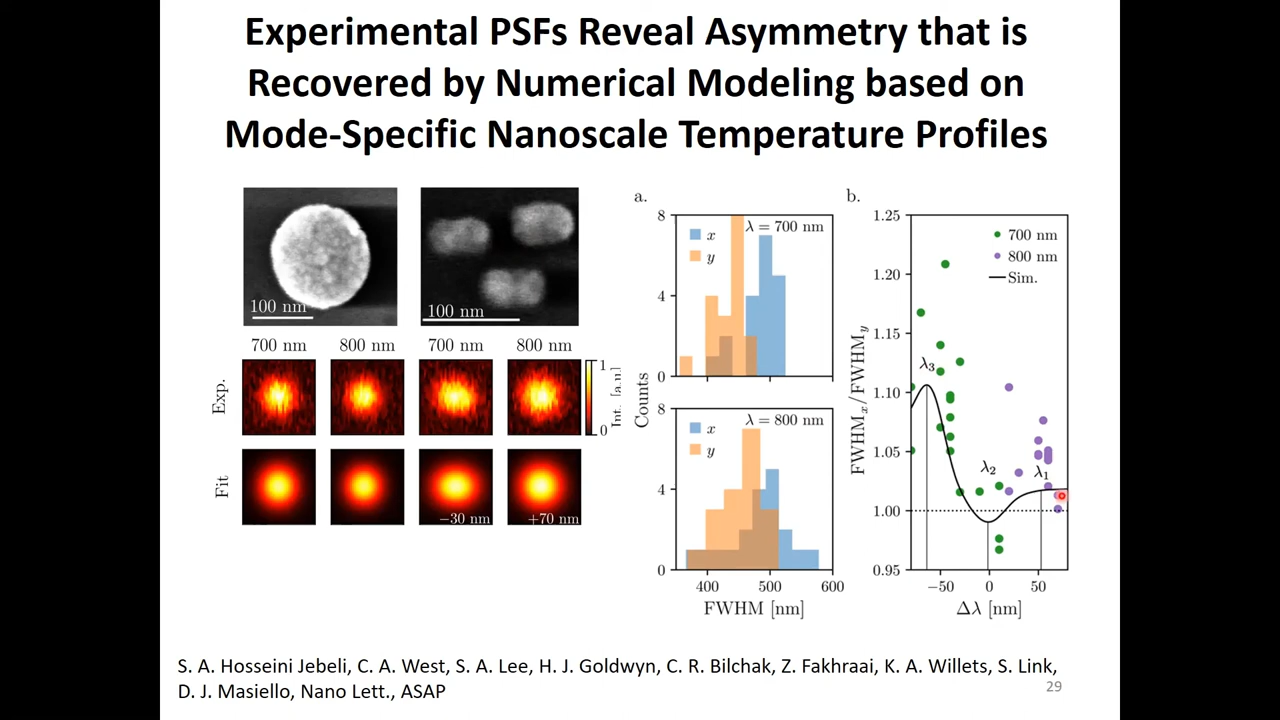 Experimental PSFs Reveal Asymmetry that is
Recovered by Numerical Modeling based on
Mode-Specific Nanoscale Temperature Profiles
100 nm
100 nm
700 nm
800 nm
700 nm
800 nm
Exp.
1
0
Int. [a.u.]
Fit
−30 nm
+70 nm
a.
8
4
0
x
y
λ = 700 nm
Counts
8
4
0
x
y
λ = 800 nm
400
500
600
FWHM [nm]
b.
1.25
1.20
1.15
1.10
1.05
1.00
0.95
FWHMₓ/FWHMᵧ
700 nm
800 nm
Sim.
λ₃
λ₂
λ₁
−50
0
50
Δλ [nm]
S. A. Hosseini Jebeli, C. A. West, S. A. Lee, H. J. Goldwyn, C. R. Bilchak, Z. Fakhraai, K. A. Willets, S. Link,
D. J. Masiello, Nano Lett., ASAP
29